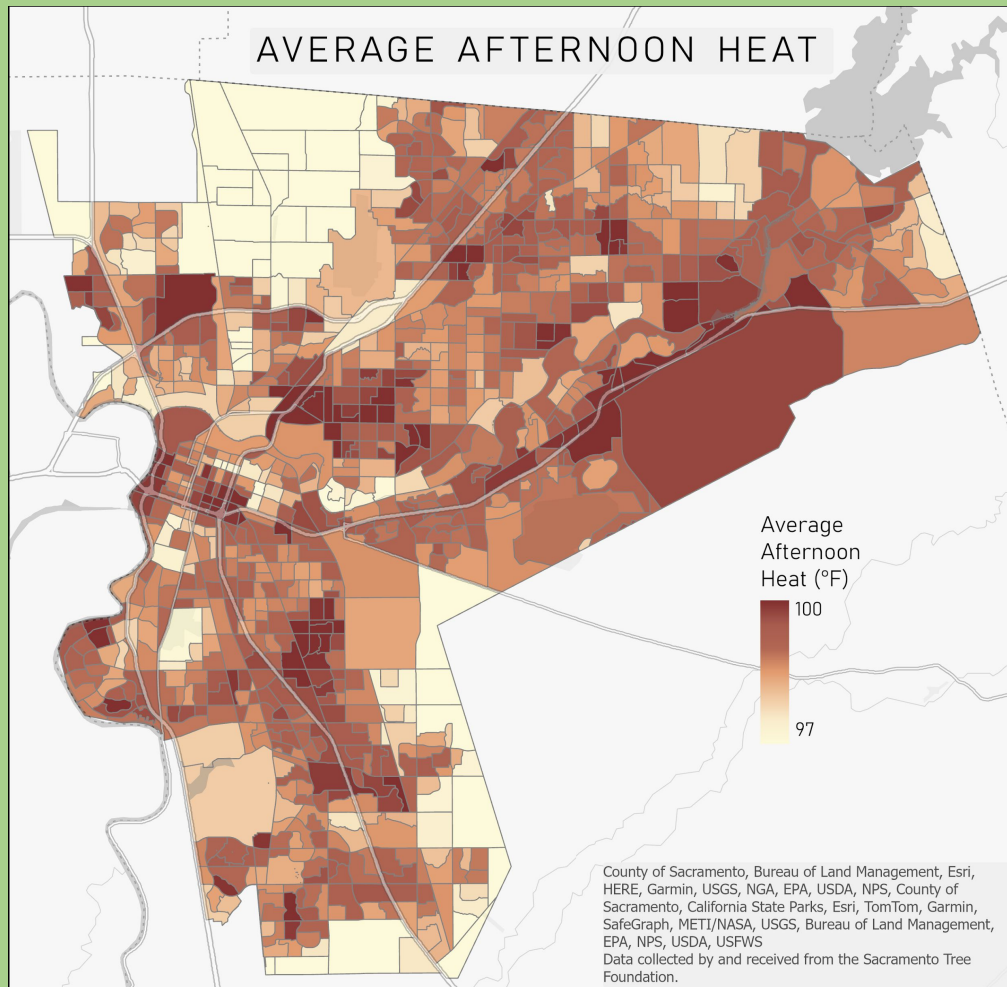 AVERAGE AFTERNOON HEAT
Average
Afternoon
Heat (°F)
100
97
County of Sacramento, Bureau of Land Management, Esri,
HERE, Garmin, USGS, NGA, EPA, USDA, NPS, County of
Sacramento, California State Parks, Esri, TomTom, Garmin,
SafeGraph, METI/NASA, USGS, Bureau of Land Management,
EPA, NPS, USDA, USFWS
Data collected by and received from the Sacramento Tree
Foundation.